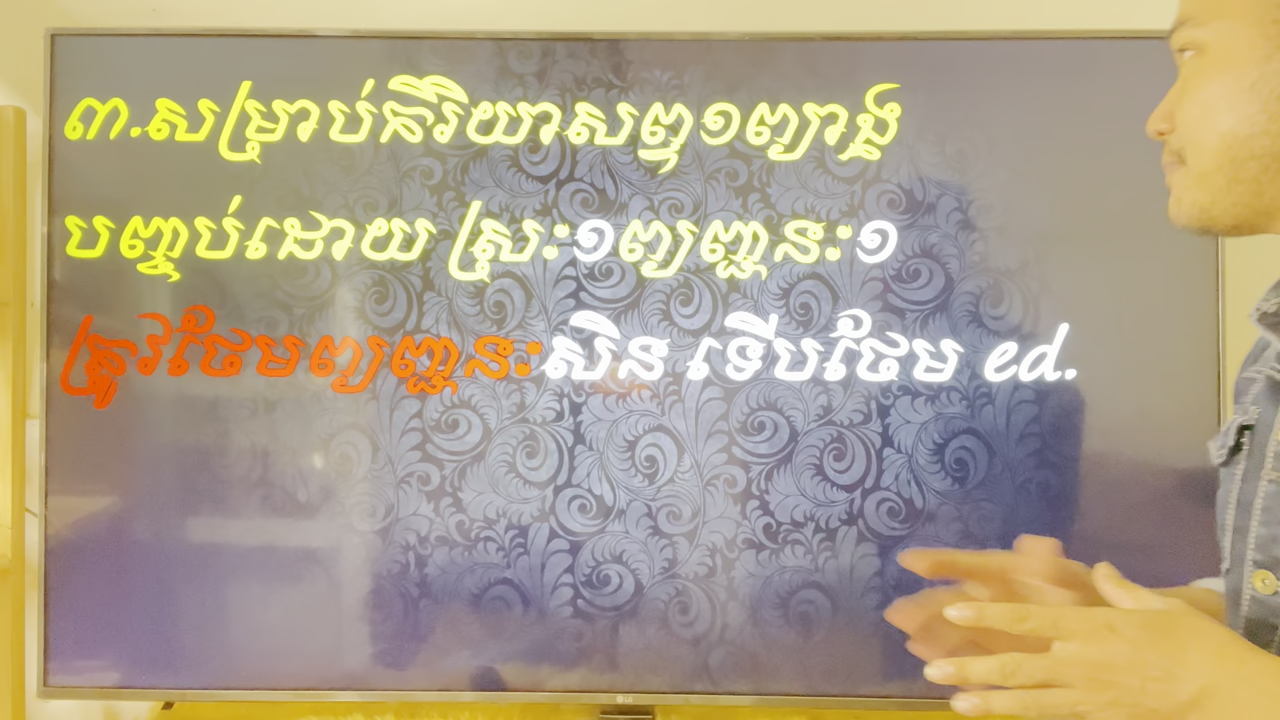 ៣.សម្រាប់កិរិយាសព្ទ១ព្យាង្គ
បញ្ចប់ដោយ ស្រៈ១ព្យញ្ជនៈ១
ត្រូវថែមព្យញ្ជនៈសិន ទើបថែម ed.
LG